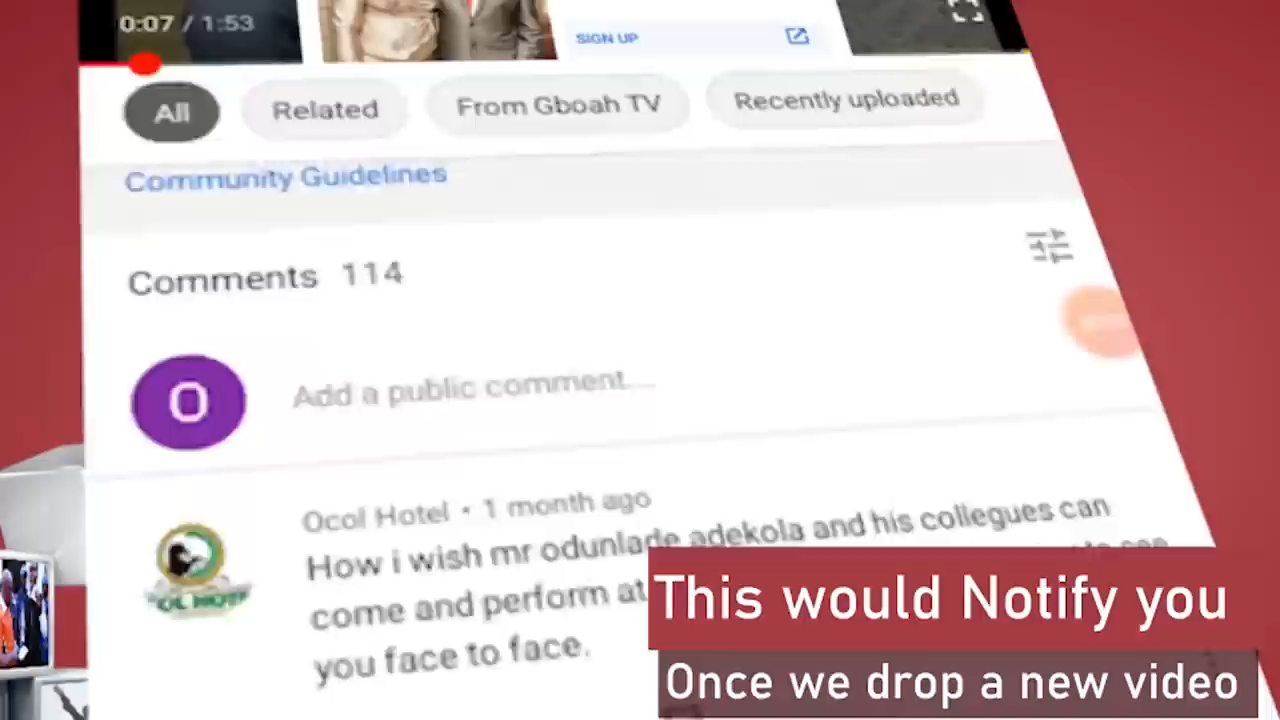 0:07 / 1:53
SIGN UP
All
Related
From Gboah TV
Recently uploaded
Community Guidelines
Comments 114
O
Add a public comment...
Ocol Hotel • 1 month ago
How i wish mr odunlade adekola and his collegues can
come and perform at
you face to face.
This would Notify you
Once we drop a new video